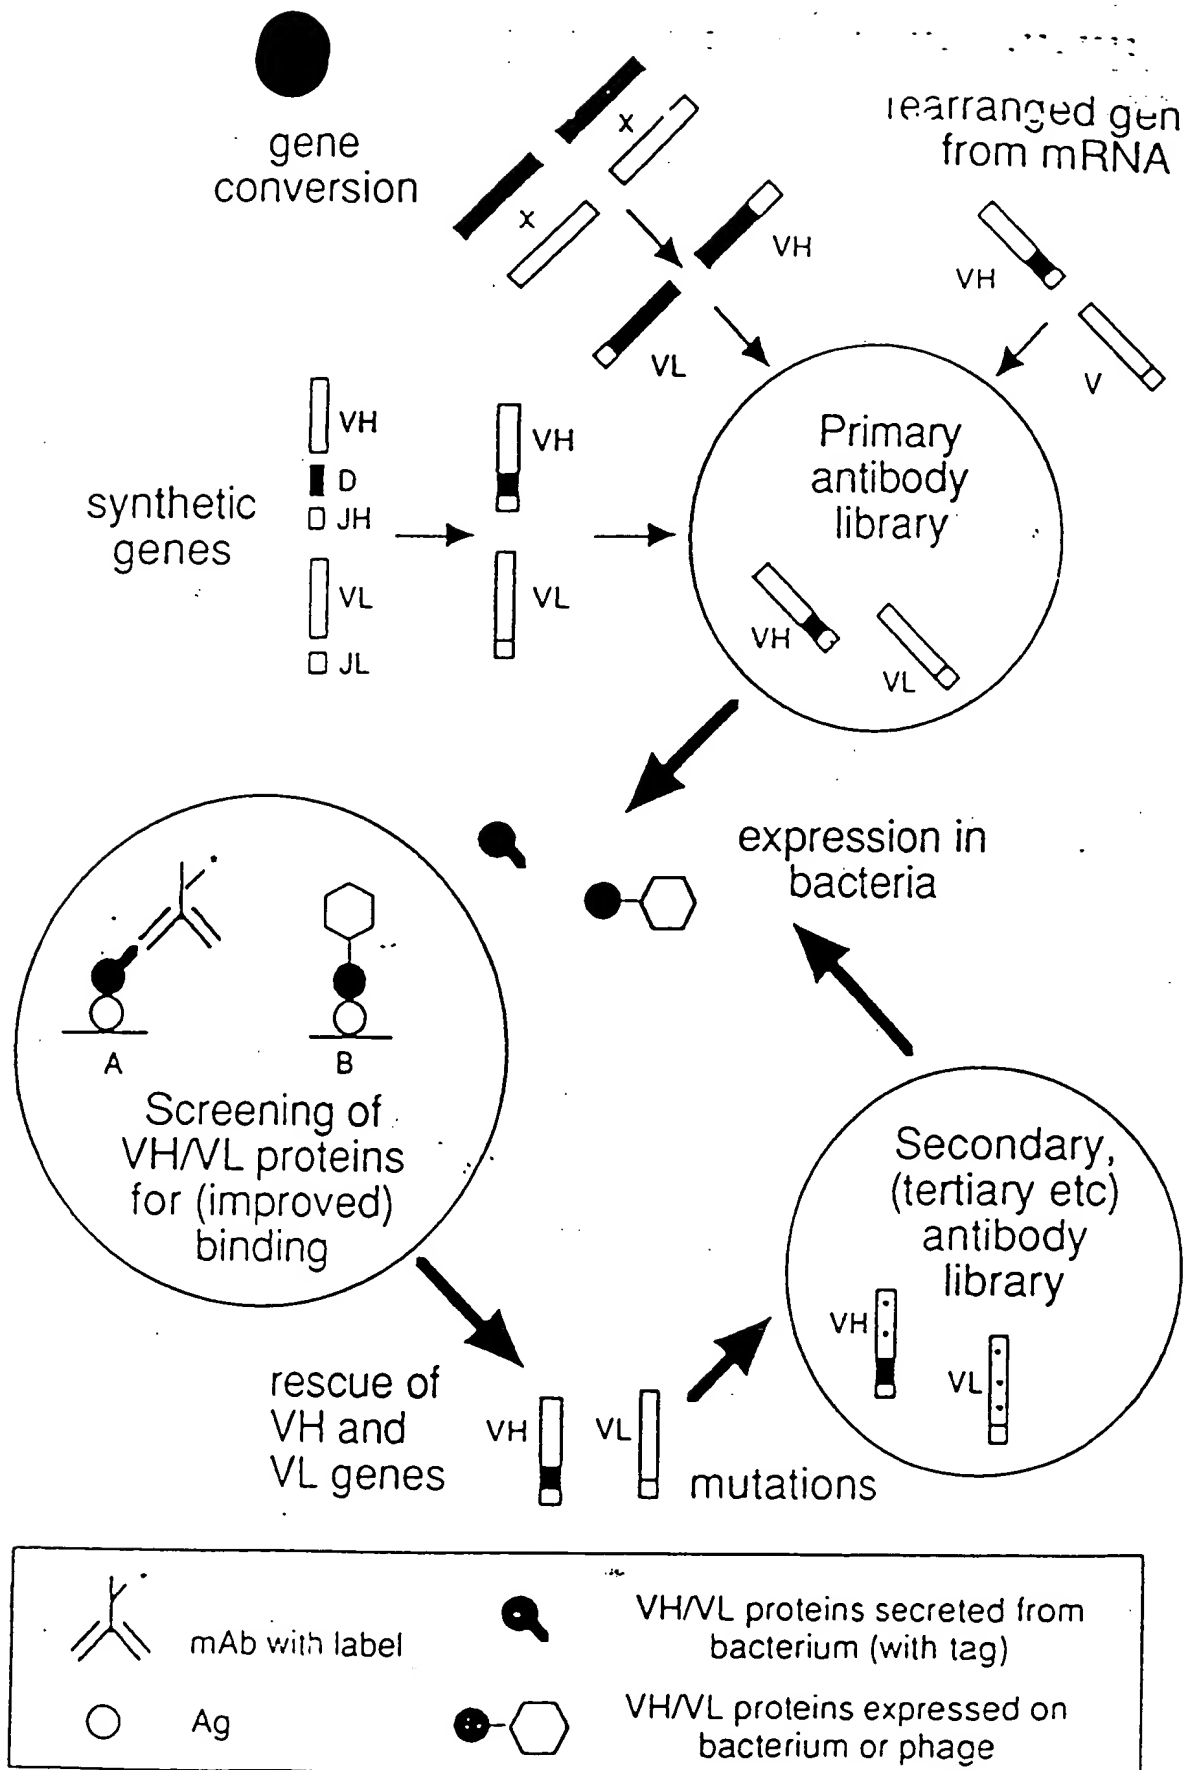 gene
conversion
x
x
VH
VL
rearranged gen
from mRNA
VH
V
synthetic
genes
VH
D
JH
VL
JL
VH
VL
Primary
antibody
library
VH
VL
expression in
bacteria
A
B
Screening of
VH/VL proteins
for (improved)
binding
Secondary,
(tertiary etc)
antibody
library
VH
VL
rescue of
VH and
VL genes
VH
VL
mutations
mAb with label
VH/VL proteins secreted from
bacterium (with tag)
Ag
VH/VL proteins expressed on
bacterium or phage